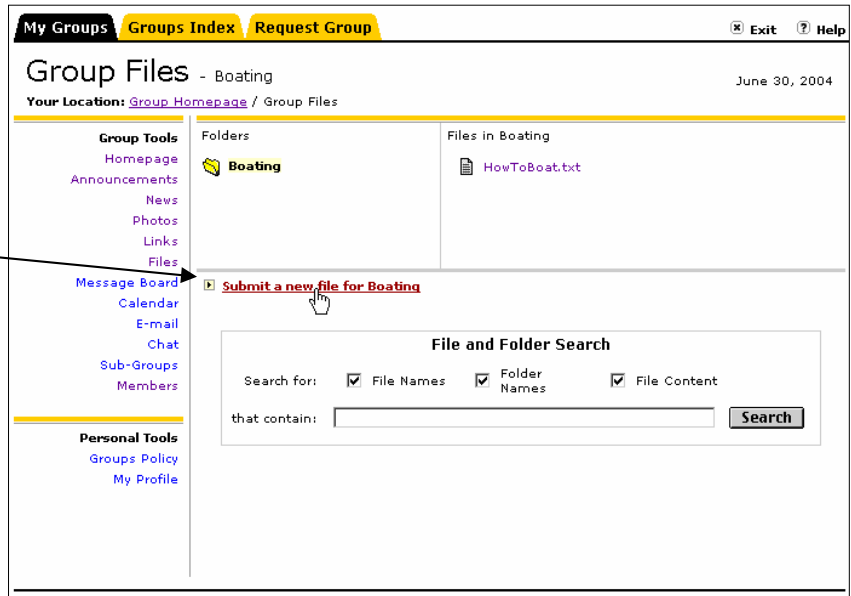 My Groups Groups Index Request Group Exit Help
Group Files - Boating
June 30, 2004
Your Location: Group Homepage / Group Files
Group Tools
Homepage
Announcements
News
Photos
Links
Files
Message Board
Calendar
E-mail
Chat
Sub-Groups
Members
Personal Tools
Groups Policy
My Profile
Folders
Boating
Files in Boating
HowToBoat.txt
Submit a new file for Boating
File and Folder Search
Search for: File Names Folder Names File Content
that contain: Search